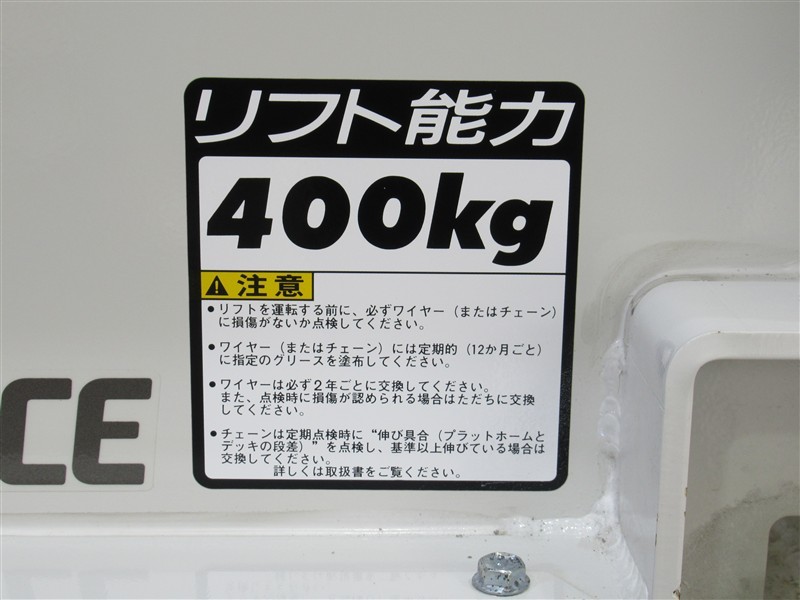 リフト能力
400kg
注意
●リフトを運転する前に、必ずワイヤー（またはチェーン）
に損傷がないか点検してください。
●ワイヤー（またはチェーン）には定期的（12か月ごと）
に指定のグリースを塗布してください。
●ワイヤーは必ず２年ごとに交換してください。
また、点検時に損傷が認められる場合はただちに交換
してください。
●チェーンは定期点検時に“伸び具合（プラットホームと
デッキの段差）”を点検し、基準以上伸びている場合は
交換してください。
詳しくは取扱書をご覧ください。
CE